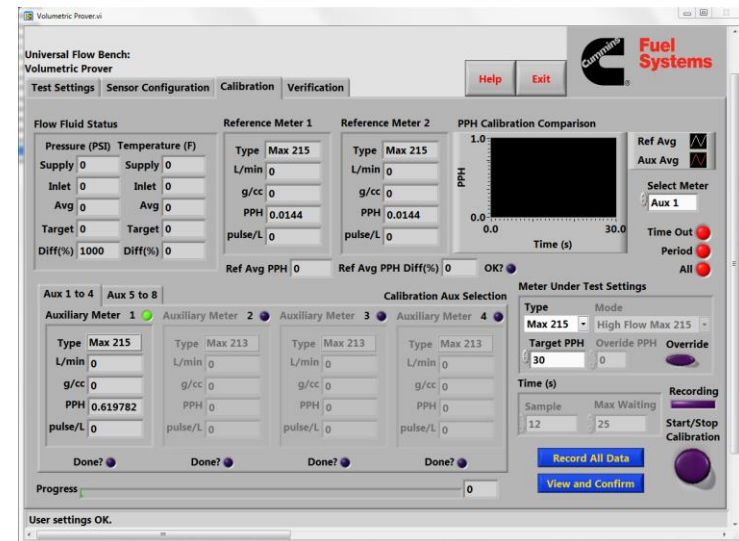 Volumetric Prover.vi
Universal Flow Bench:
Volumetric Prover
Help Exit
cummins
Fuel
Systems
Test Settings Sensor Configuration Calibration Verification
Flow Fluid Status
Pressure (PSI) Temperature (F)
Supply 0 Supply 0
Inlet 0 Inlet 0
Avg 0 Avg 0
Target 0 Target 0
Diff(%) 1000 Diff(%) 0
Reference Meter 1
Type Max 215
L/min 0
g/cc 0
PPH 0.0144
pulse/L 0
Reference Meter 2
Type Max 215
L/min 0
g/cc 0
PPH 0.0144
pulse/L 0
PPH Calibration Comparison
1.0
PPH
0.0
0.0 30.0
Time (s)
Ref Avg
Aux Avg
Select Meter
Aux 1
Time Out
Period
All
Ref Avg PPH 0 Ref Avg PPH Diff(%) 0 OK?
Aux 1 to 4 Aux 5 to 8
Calibration Aux Selection
Auxiliary Meter 1
Type Max 215
L/min 0
g/cc 0
PPH 0.619782
pulse/L 0
Done?
Auxiliary Meter 2
Type Max 213
L/min 0
g/cc 0
PPH 0
pulse/L 0
Done?
Auxiliary Meter 3
Type Max 213
L/min 0
g/cc 0
PPH 0
pulse/L 0
Done?
Auxiliary Meter 4
Type Max 213
L/min 0
g/cc 0
PPH 0
pulse/L 0
Done?
Meter Under Test Settings
Type Mode
Max 215 High Flow Max 215
Target PPH Overide PPH Override
30 0
Time (s)
Sample Max Waiting
12 25
Recording
Start/Stop
Calibration
Record All Data
View and Confirm
Progress 0
User settings OK.